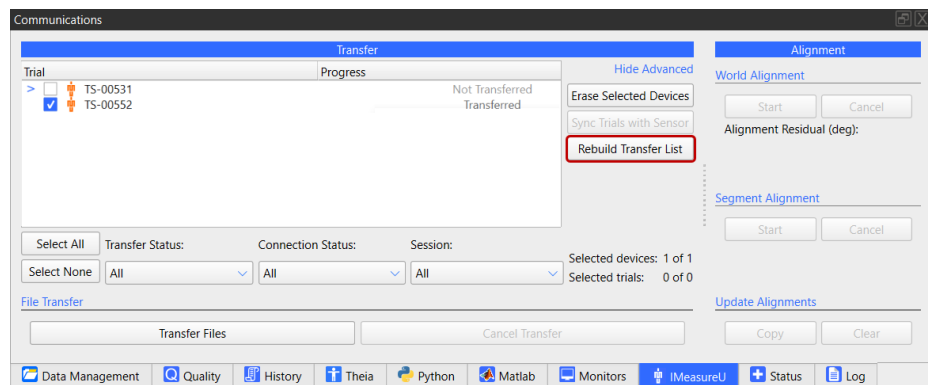 Communications
Transfer
Trial Progress
> TS-00531 Not Transferred
TS-00552 Transferred
Hide Advanced
Erase Selected Devices
Sync Trials with Sensor
Rebuild Transfer List
Select All Transfer Status: Connection Status: Session:
Select None All All All
Selected devices: 1 of 1
Selected trials: 0 of 0
File Transfer
Transfer Files Cancel Transfer
Alignment
World Alignment
Start Cancel
Alignment Residual (deg):
Segment Alignment
Start Cancel
Update Alignments
Copy Clear
Data Management Quality History Theia Python Matlab Monitors IMeasureU Status Log